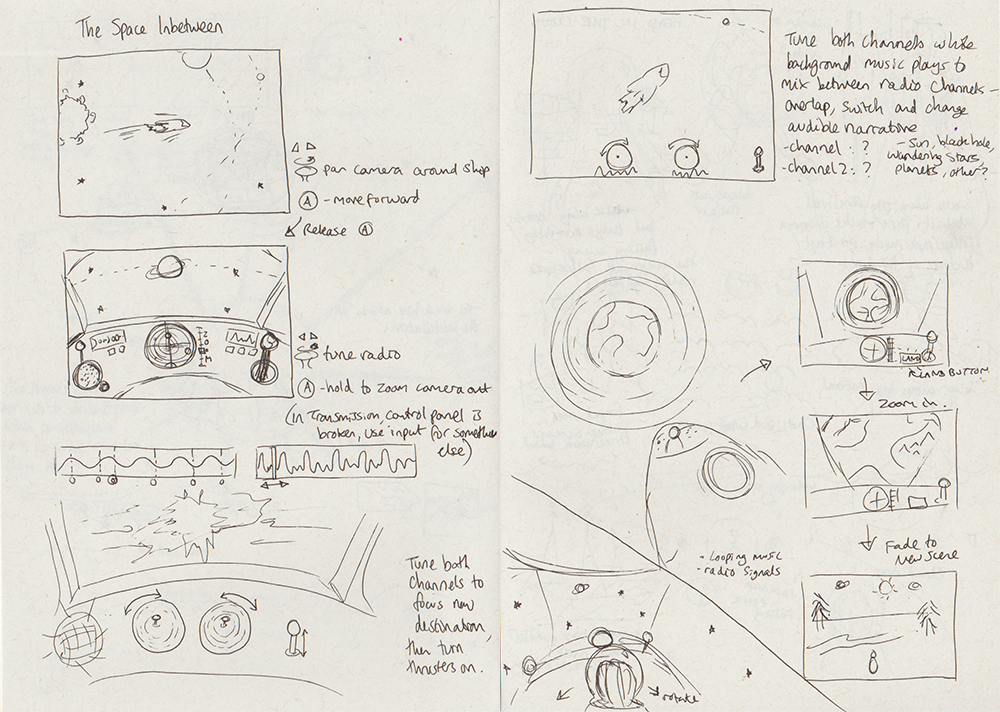 The Space Inbetween
pan camera around ship
A - move forward
Release A
tune radio
A - hold to zoom camera out
(in Transmission, control panel is
broken, use input for something
else)
Tune both
channels to
focus new
destination,
then turn
thrusters on.
Tune both channels while
background music plays to
mix between radio channels -
overlap, switch and change
audible narrative
- channel 1: ? - Sun, black hole,
wandering stars
- channel 2: ? planets, other?
LAND
LAND BUTTON
Zoom in.
Fade to
New Scene
- Looping Music
- radio signals
rotate